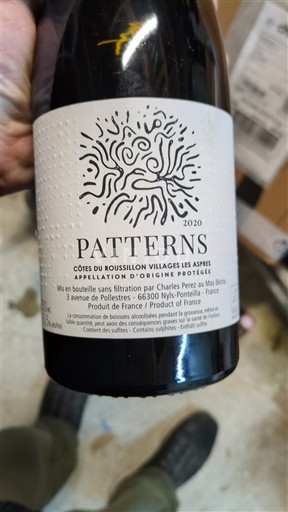 2020
PATTERNS
CÔTES DU ROUSSILLON VILLAGES LES ASPRES
APPELLATION D'ORIGINE PROTÉGÉE
Mis en bouteille sans filtration par Charles Perez au Mas Bécha
3 avenue de Pollestres - 66300 Nyls-Ponteilla - France
Produit de France / Product of France
La consommation de boissons alcoolisées pendant la grossesse, même en
faible quantité, peut avoir des conséquences graves sur la santé de l'enfant.
Contient des sulfites - Contains sulphites - Enthält sulfite